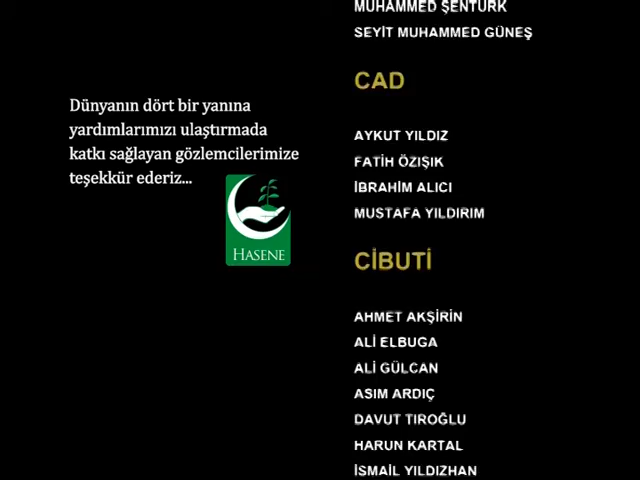 Dünyanın dört bir yanına
yardımlarımızı ulaştırmada
katkı sağlayan gözlemcilerimize
teşekkür ederiz...
HASENE
MUHAMMED ŞENTÜRK
SEYİT MUHAMMED GÜNEŞ
CAD
AYKUT YILDIZ
FATİH ÖZIŞIK
İBRAHİM ALICI
MUSTAFA YILDIRIM
CİBUTİ
AHMET AKŞİRİN
ALİ ELBUGA
ALİ GÜLCAN
ASIM ARDIÇ
DAVUT TIROĞLU
HARUN KARTAL
İSMAİL YILDIZHAN